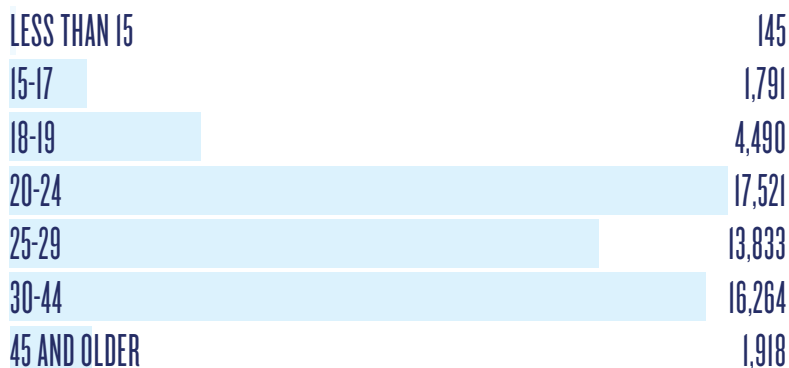 LESS THAN 15 145
15-17 1,791
18-19 4,490
20-24 17,521
25-29 13,833
30-44 16,264
45 AND OLDER 1,918